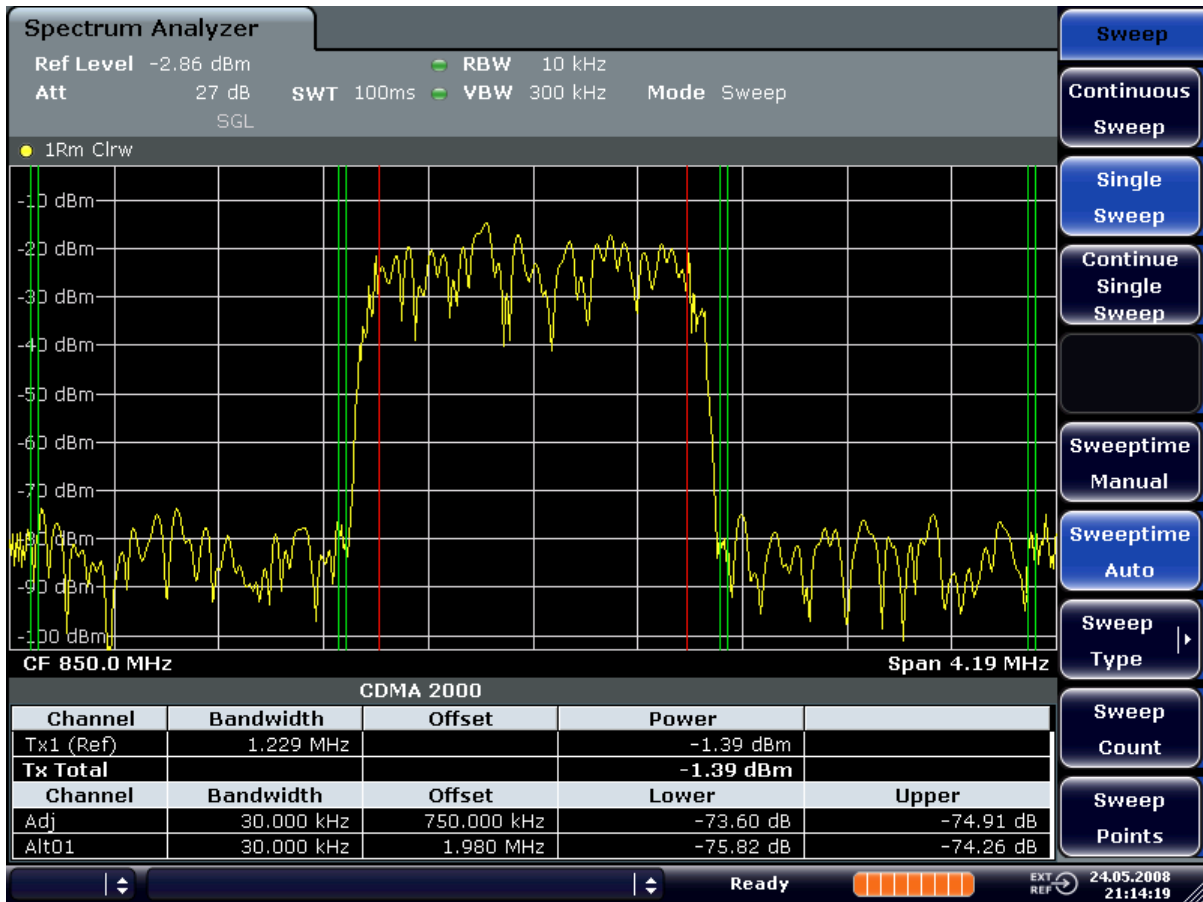 Spectrum Analyzer
Ref Level -2.86 dBm RBW 10 kHz
Att 27 dB SWT 100ms VBW 300 kHz Mode Sweep
SGL
1Rm Clrw
-10 dBm
-20 dBm
-30 dBm
-40 dBm
-50 dBm
-60 dBm
-70 dBm
-80 dBm
-90 dBm
-100 dBm
CF 850.0 MHz Span 4.19 MHz
CDMA 2000
Channel Bandwidth Offset Power
Tx1 (Ref) 1.229 MHz -1.39 dBm
Tx Total -1.39 dBm
Channel Bandwidth Offset Lower Upper
Adj 30.000 kHz 750.000 kHz -73.60 dB -74.91 dB
Alt01 30.000 kHz 1.980 MHz -75.82 dB -74.26 dB
Ready EXT REF 24.05.2008
21:14:19
Sweep
Continuous
Sweep
Single
Sweep
Continue
Single
Sweep
Sweeptime
Manual
Sweeptime
Auto
Sweep
Type
Sweep
Count
Sweep
Points